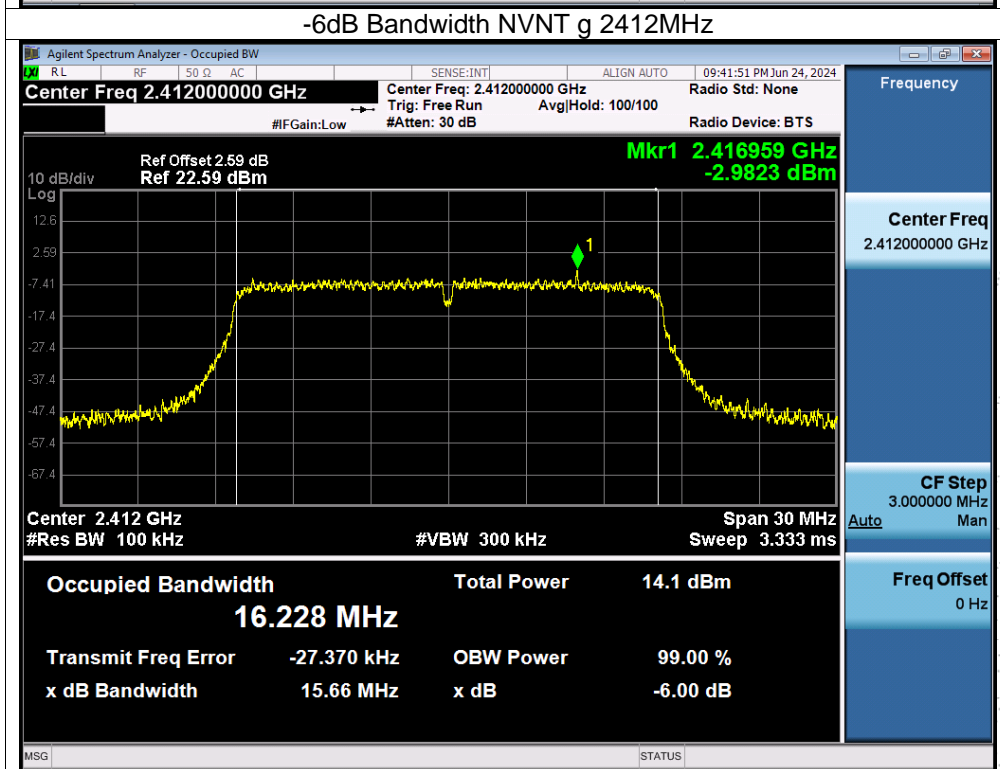 -6dB Bandwidth NVNT g 2412MHz
Agilent Spectrum Analyzer - Occupied BW
LXI RL RF 50 Ω AC SENSE:INT ALIGN AUTO 09:41:51 PM Jun 24, 2024
Center Freq 2.412000000 GHz
Center Freq: 2.412000000 GHz
Radio Std: None
Trig: Free Run Avg|Hold: 100/100
#IFGain:Low
#Atten: 30 dB
Radio Device: BTS
Frequency
Mkr1 2.416959 GHz
-2.9823 dBm
Ref Offset 2.59 dB
10 dB/div Ref 22.59 dBm
Log
12.6
2.59
-7.41
-17.4
-27.4
-37.4
-47.4
-57.4
-67.4
1
Center 2.412 GHz
Span 30 MHz
#Res BW 100 kHz
#VBW 300 kHz
Sweep 3.333 ms
Center Freq
2.412000000 GHz
CF Step
3.000000 MHz
Auto Man
Freq Offset
0 Hz
Occupied Bandwidth
16.228 MHz
Total Power 14.1 dBm
Transmit Freq Error -27.370 kHz
OBW Power 99.00 %
x dB Bandwidth 15.66 MHz
x dB -6.00 dB
MSG
STATUS